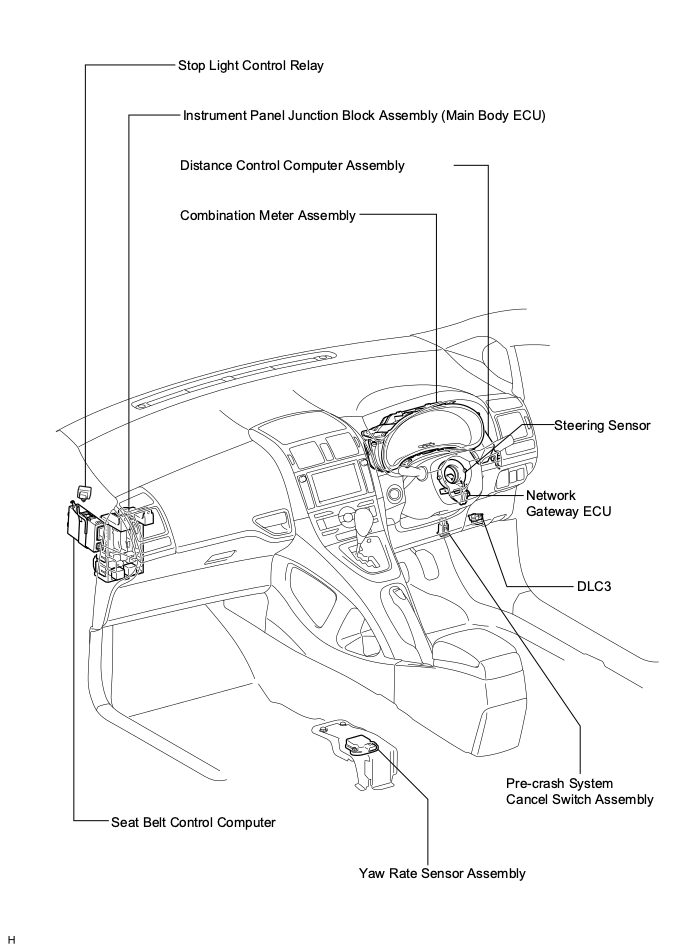 Stop Light Control Relay
Instrument Panel Junction Block Assembly (Main Body ECU)
Distance Control Computer Assembly
Combination Meter Assembly
Steering Sensor
Network
Gateway ECU
DLC3
Pre-crash System
Cancel Switch Assembly
Seat Belt Control Computer
Yaw Rate Sensor Assembly
H